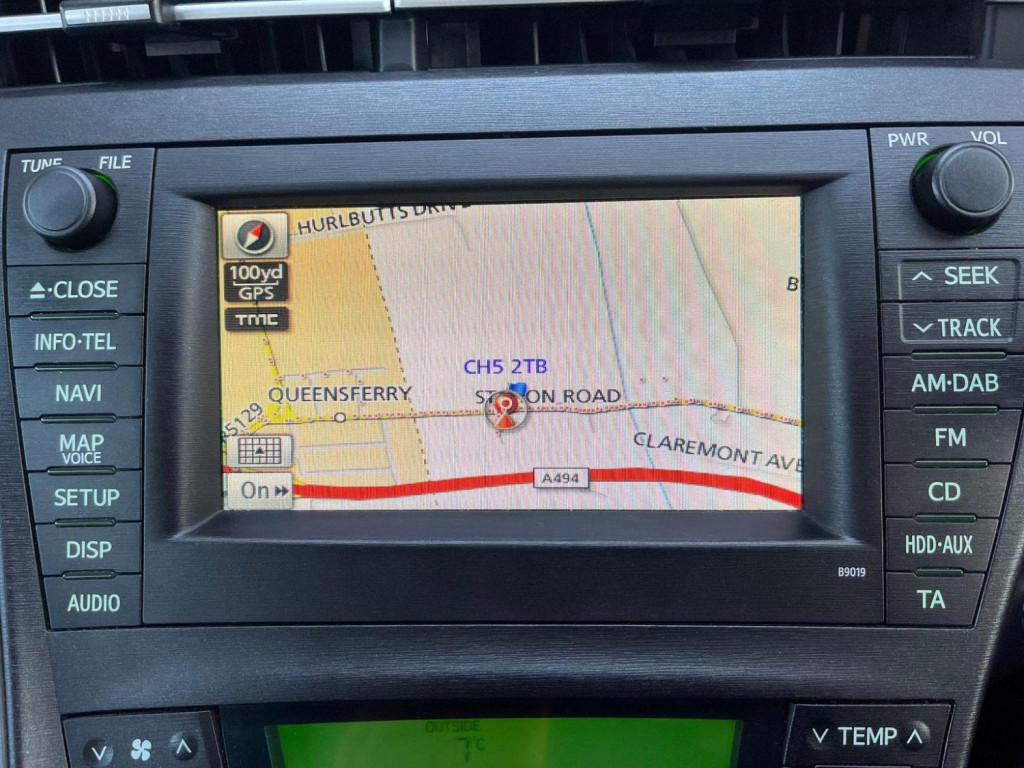 TUNE FILE
PWR VOL
HURLBUTTS DRIVE
100yd
GPS
TMC
B
CH5 2TB
QUEENSFERRY
STATION ROAD
5129
CLAREMONT AVE
A494
On
CLOSE
INFO·TEL
NAVI
MAP
VOICE
SETUP
DISP
AUDIO
SEEK
TRACK
AM·DAB
FM
CD
HDD·AUX
TA
B9019
OUTSIDE
7°C
TEMP